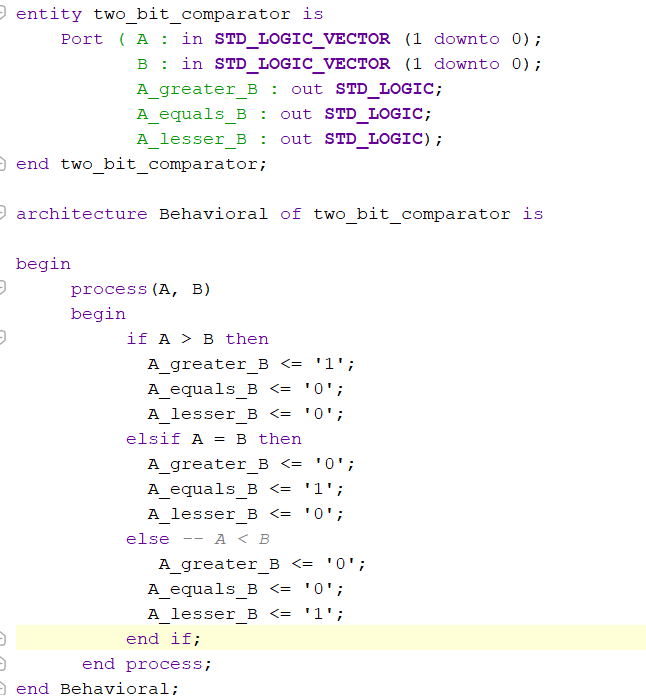 entity two_bit_comparator is
Port ( A : in STD_LOGIC_VECTOR (1 downto 0);
B : in STD_LOGIC_VECTOR (1 downto 0);
A_greater_B : out STD_LOGIC;
A_equals_B : out STD_LOGIC;
A_lesser_B : out STD_LOGIC);
end two_bit_comparator;
architecture Behavioral of two_bit_comparator is
begin
process(A, B)
begin
if A > B then
A_greater_B <= '1';
A_equals_B <= '0';
A_lesser_B <= '0';
elsif A = B then
A_greater_B <= '0';
A_equals_B <= '1';
A_lesser_B <= '0';
else -- A < B
A_greater_B <= '0';
A_equals_B <= '0';
A_lesser_B <= '1';
end if;
end process;
end Behavioral;